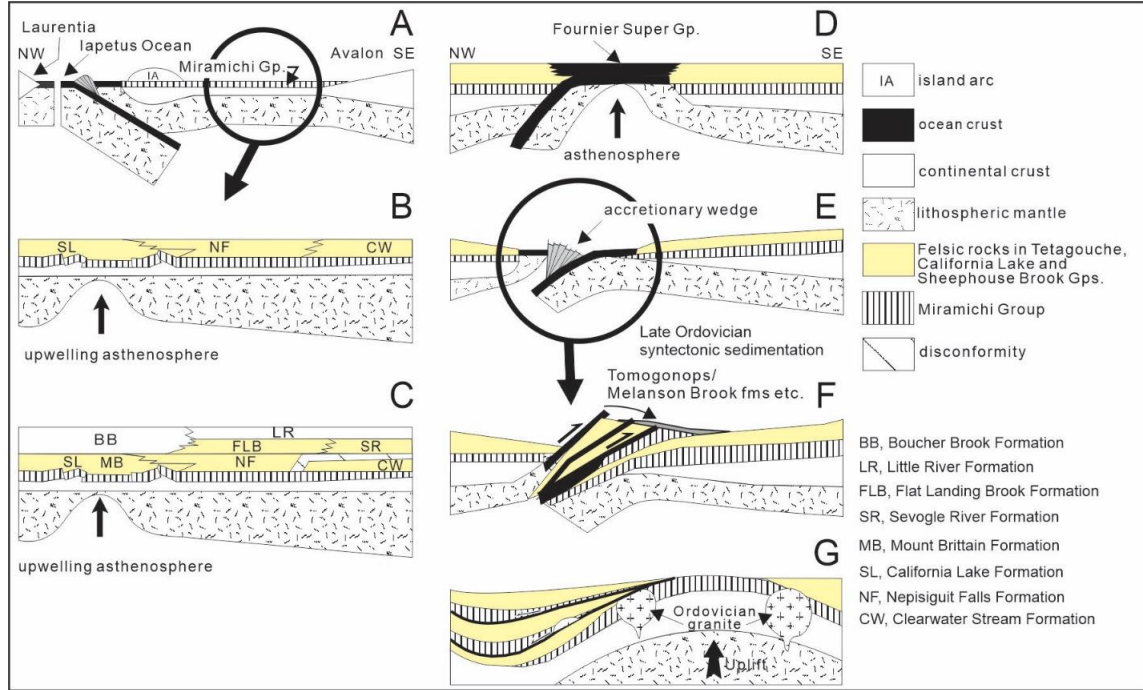 A
Laurentia
Iapetus Ocean
NW
Avalon SE
IA
Miramichi Gp.
B
SL
NF
CW
upwelling asthenosphere
C
BB
LR
FLB
SR
SL
MB
NF
CW
upwelling asthenosphere
D
Fournier Super Gp.
NW
SE
asthenosphere
E
accretionary wedge
Late Ordovician
syntectonic sedimentation
Tomogonops/
Melanson Brook fms etc.
F
G
Ordovician
granite
Uplift
IA
island arc
ocean crust
continental crust
lithospheric mantle
Felsic rocks in Tetagouche,
California Lake and
Sheephouse Brook Gps.
Miramichi Group
disconformity
BB, Boucher Brook Formation
LR, Little River Formation
FLB, Flat Landing Brook Formation
SR, Sevogle River Formation
MB, Mount Brittain Formation
SL, California Lake Formation
NF, Nepisiguit Falls Formation
CW, Clearwater Stream Formation